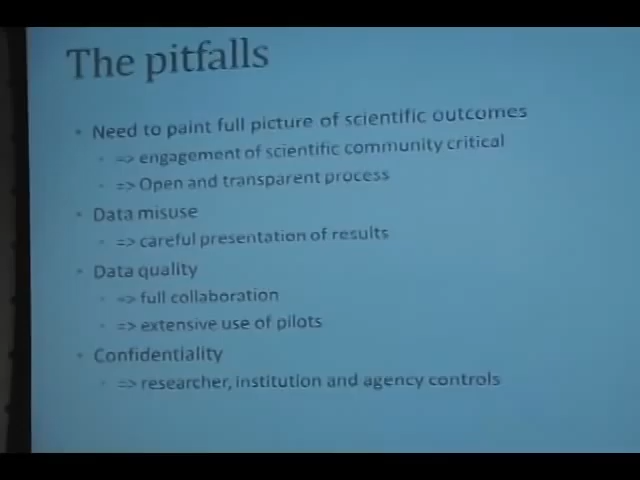 The pitfalls
• Need to paint full picture of scientific outcomes
• => engagement of scientific community critical
• => Open and transparent process
• Data misuse
• => careful presentation of results
• Data quality
• => full collaboration
• => extensive use of pilots
• Confidentiality
• => researcher, institution and agency controls